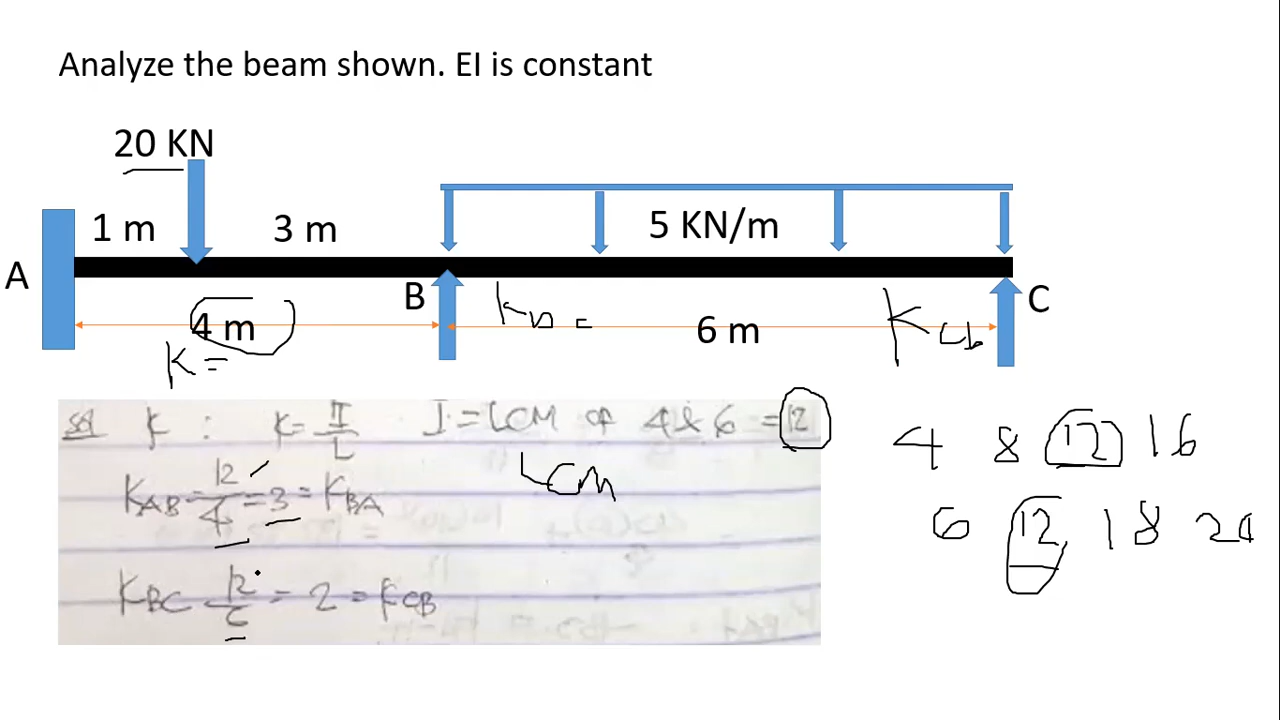 Analyze the beam shown. EI is constant
20 KN
1 m 3 m 5 KN/m
A B C
4 m 6 m
K= K = Kcb
K : K= I/L I = LCM of 4&6 =12
LCM
KAB = 12/4 = 3 = KBA
KBC 12/6 = 2 = KCB
4 8 12 16
6 12, 18 24